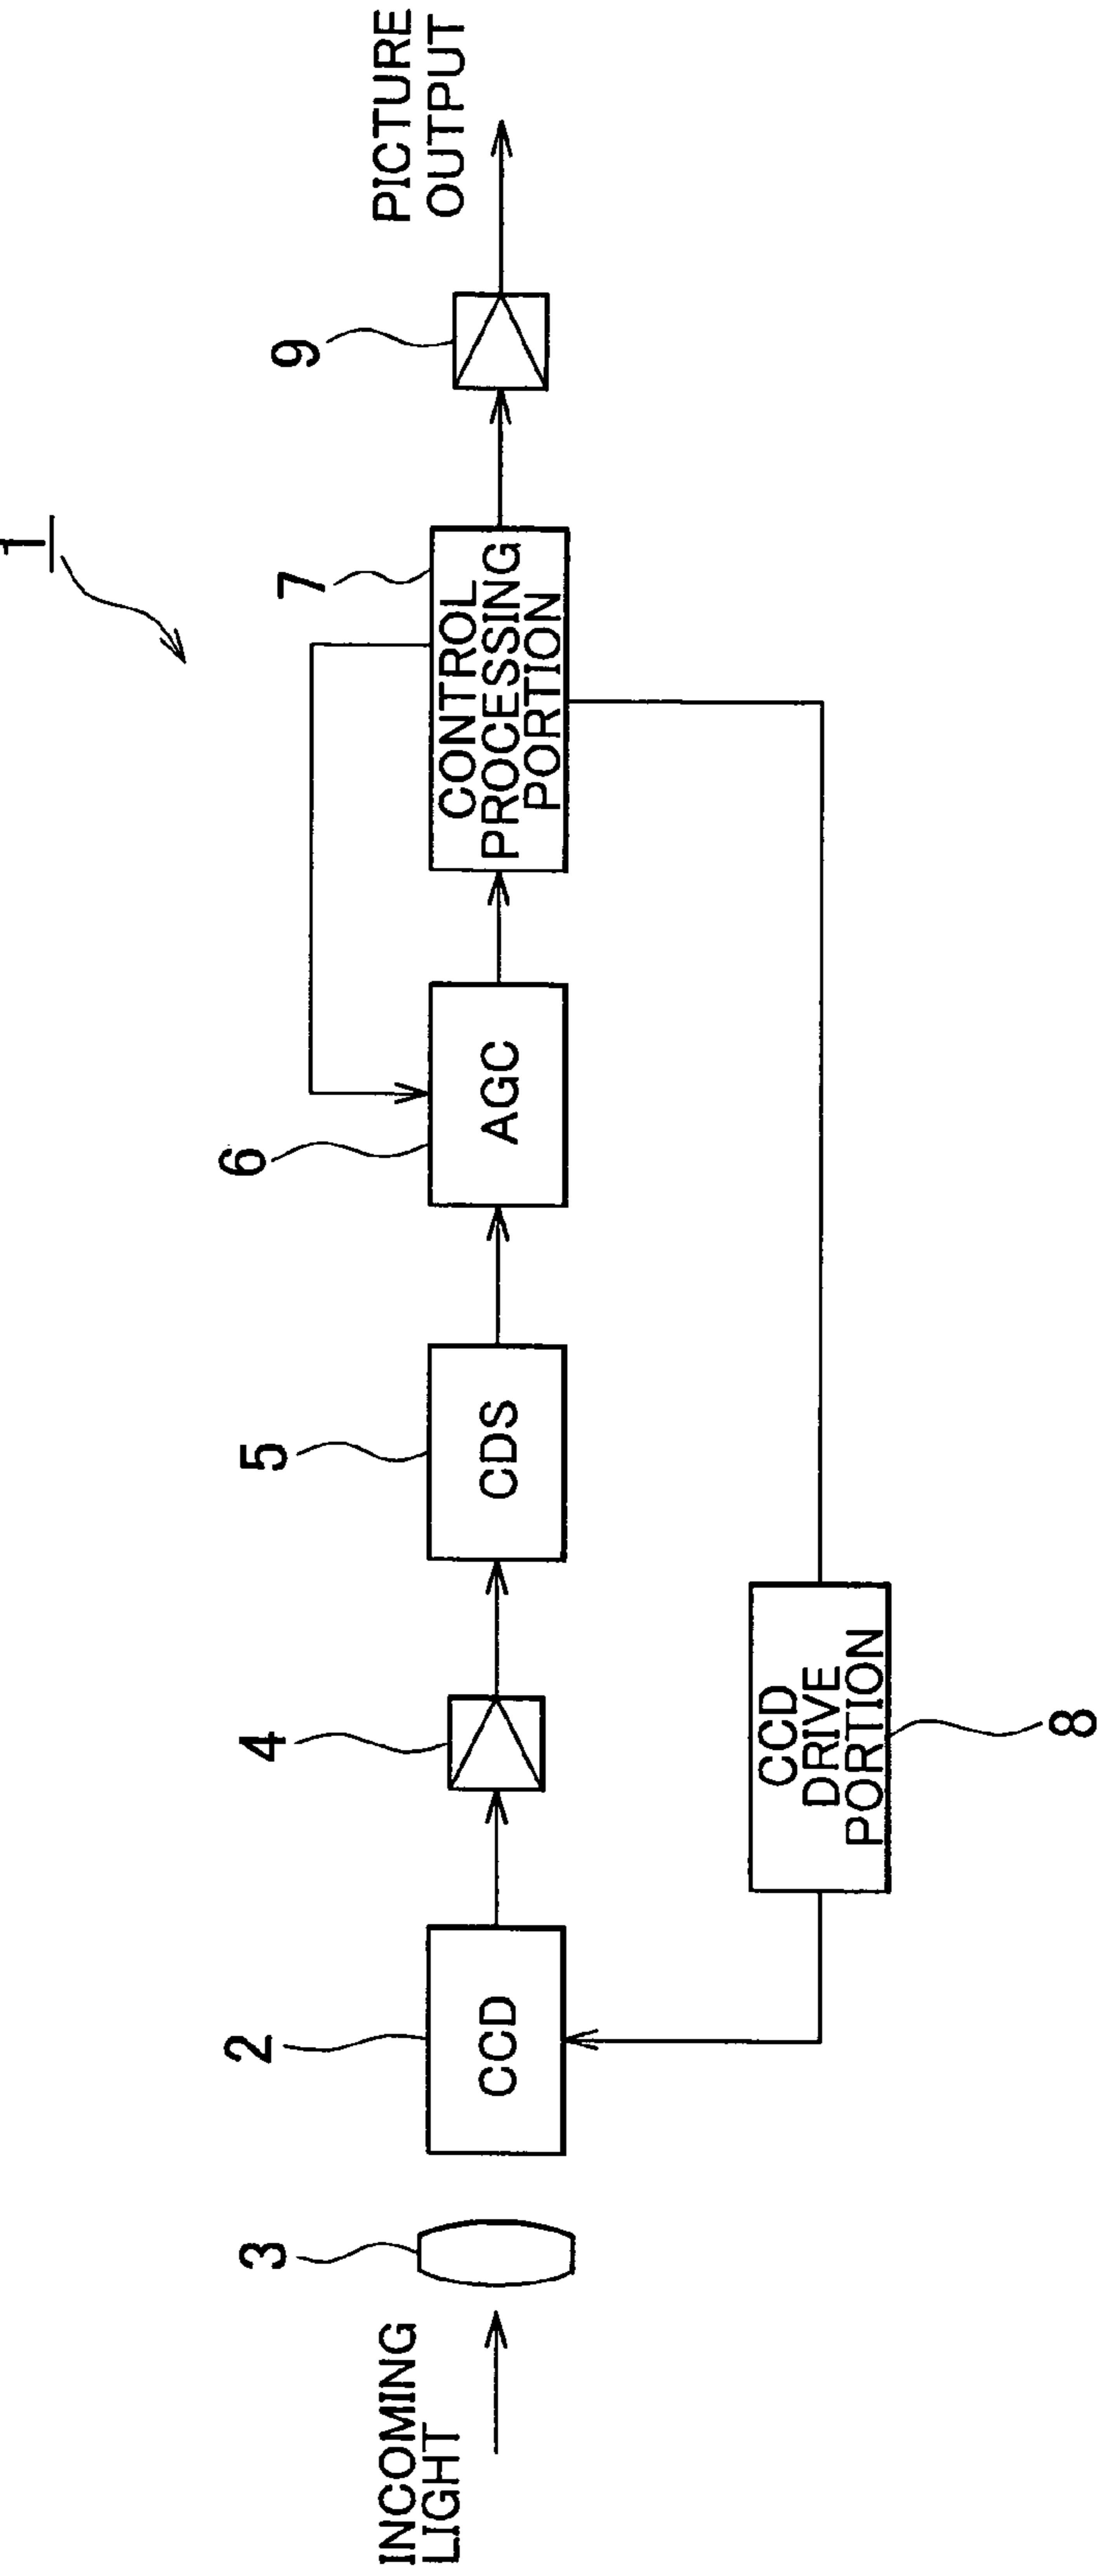 1
INCOMING
LIGHT
3
2
CCD
4
5
CDS
6
AGC
7
CONTROL
PROCESSING
PORTION
9
PICTURE
OUTPUT
CCD
DRIVE
PORTION
8